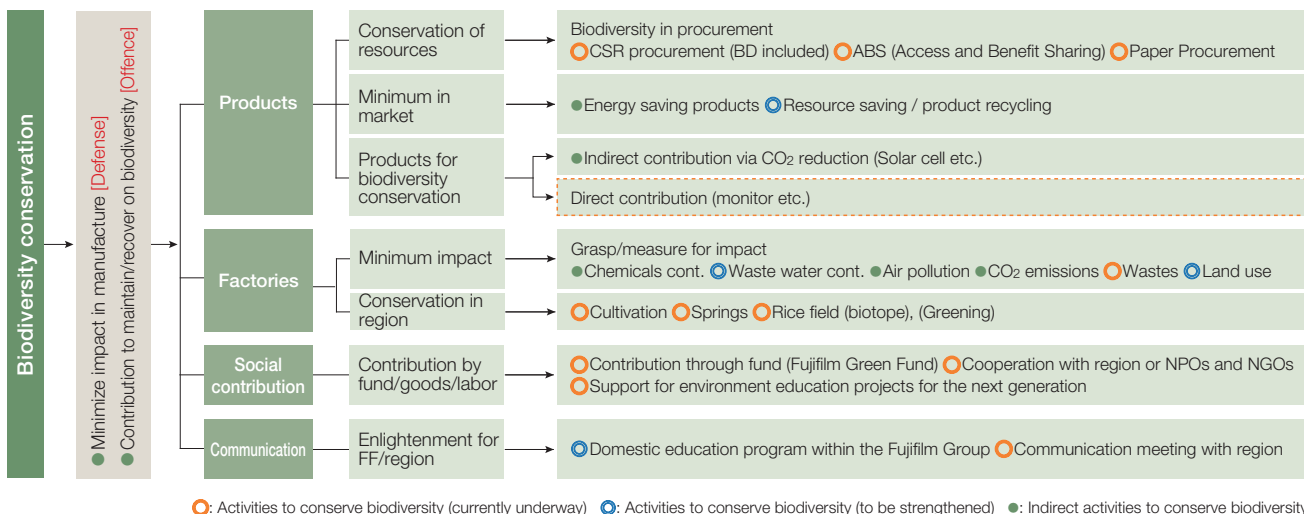 Biodiversity conservation
● Minimize impact in manufacture [Defense]
● Contribution to maintain/recover on biodiversity [Offence]
Products
Conservation of
resources
Biodiversity in procurement
CSR procurement (BD included) ABS (Access and Benefit Sharing) Paper Procurement
Minimum in
market
●Energy saving products ◎Resource saving / product recycling
Products for
biodiversity
conservation
●Indirect contribution via CO₂ reduction (Solar cell etc.)
Direct contribution (monitor etc.)
Factories
Minimum impact
Grasp/measure for impact
●Chemicals cont. ◎Waste water cont. ●Air pollution ●CO₂ emissions ○Wastes ◎Land use
Conservation in
region
○Cultivation ○Springs ○Rice field (biotope), (Greening)
Social
contribution
Contribution by
fund/goods/labor
○Contribution through fund (Fujifilm Green Fund) ○Cooperation with region or NPOs and NGOs
○Support for environment education projects for the next generation
Communication
Enlightenment for
FF/region
◎Domestic education program within the Fujifilm Group ○Communication meeting with region
○: Activities to conserve biodiversity (currently underway) ◎: Activities to conserve biodiversity (to be strengthened) ●: Indirect activities to conserve biodiversity